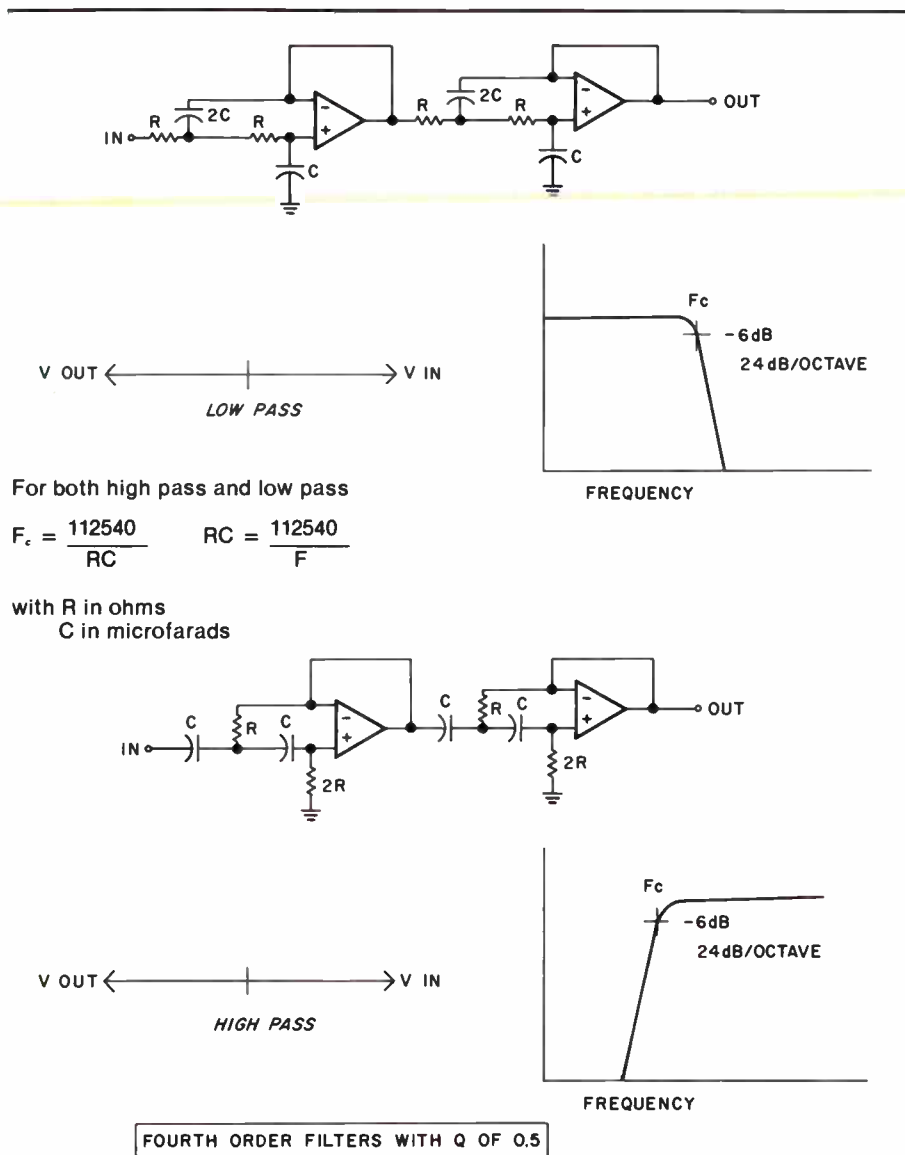 2C
2C
R
R
R
R
-
+
-
+
IN
OUT
C
C
Fc
-6dB
24dB/OCTAVE
V OUT
V IN
LOW PASS
FREQUENCY
For both high pass and low pass
Fc = 112540 / RC RC = 112540 / F
with R in ohms
C in microfarads
C
R
C
C
R
C
-
+
-
+
IN
OUT
2R
2R
Fc
-6dB
24dB/OCTAVE
V OUT
V IN
HIGH PASS
FREQUENCY
FOURTH ORDER FILTERS WITH Q OF 0.5